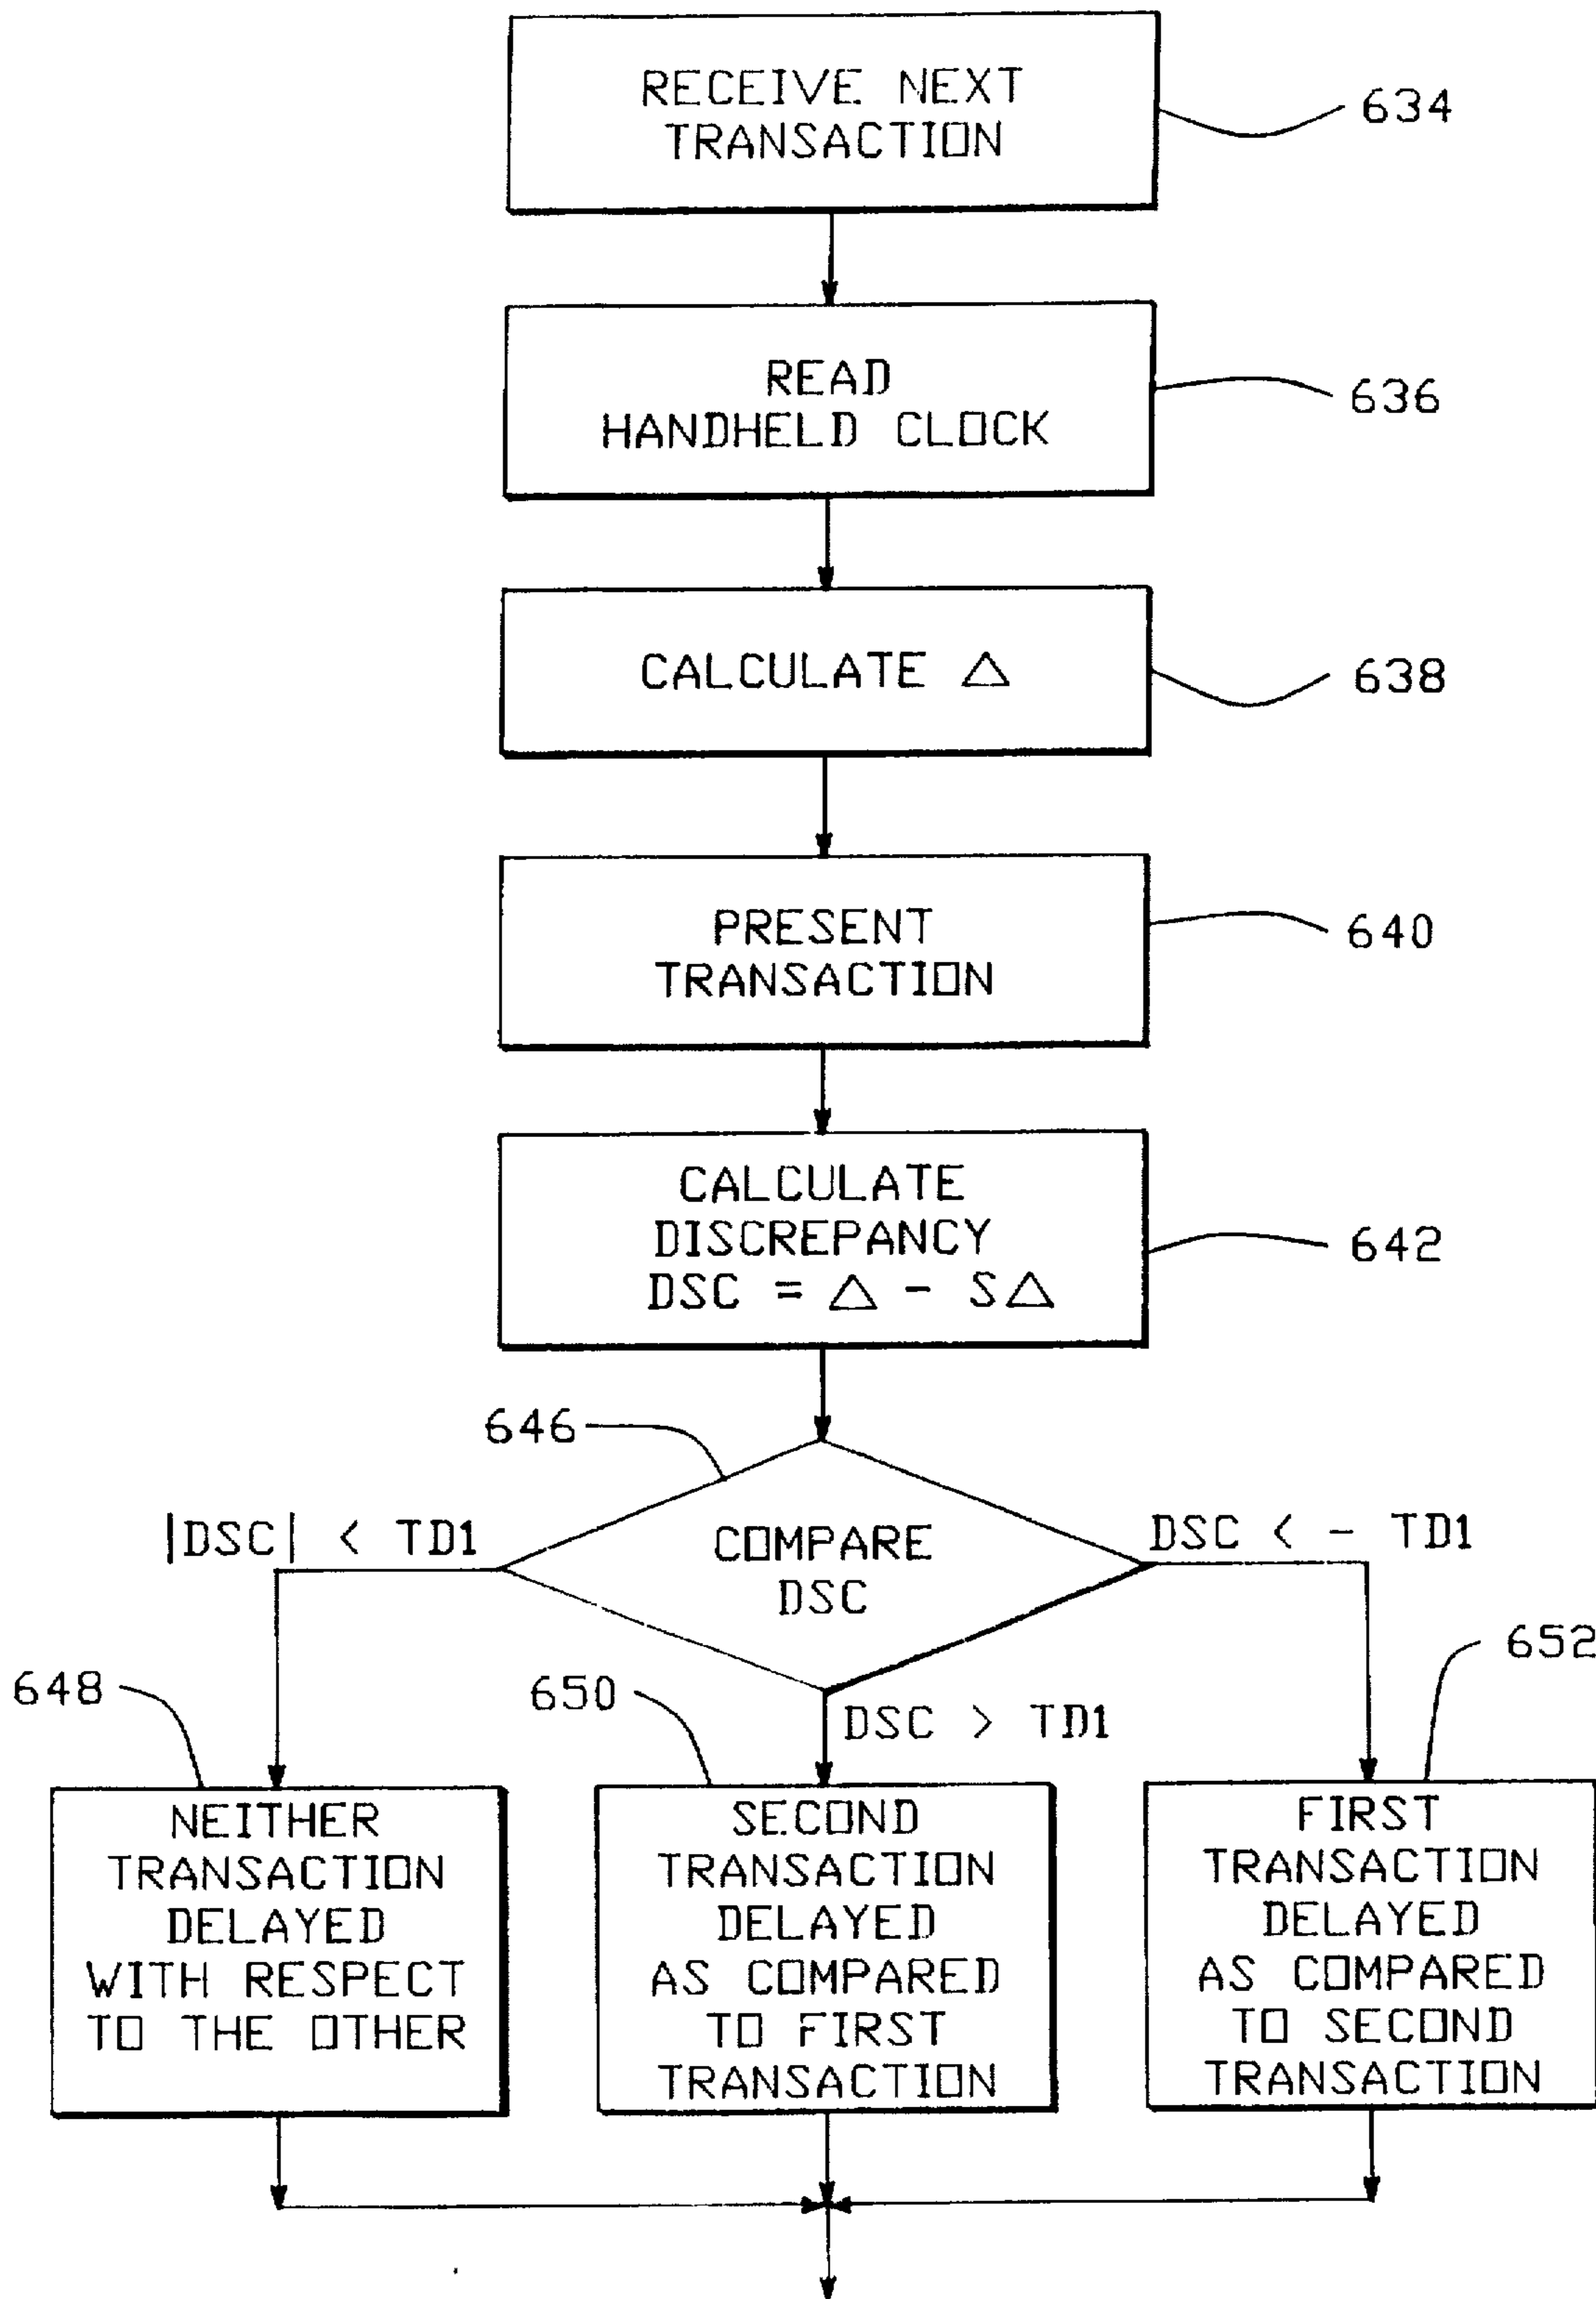 RECEIVE NEXT
TRANSACTION
634
READ
HANDHELD CLOCK
636
CALCULATE △
638
PRESENT
TRANSACTION
640
CALCULATE
DISCREPANCY
DSC = △ - S△
642
646
COMPARE
DSC
|DSC| < TD1
DSC < - TD1
DSC > TD1
648
NEITHER
TRANSACTION
DELAYED
WITH RESPECT
TO THE OTHER
650
SECOND
TRANSACTION
DELAYED
AS COMPARED
TO FIRST
TRANSACTION
652
FIRST
TRANSACTION
DELAYED
AS COMPARED
TO SECOND
TRANSACTION